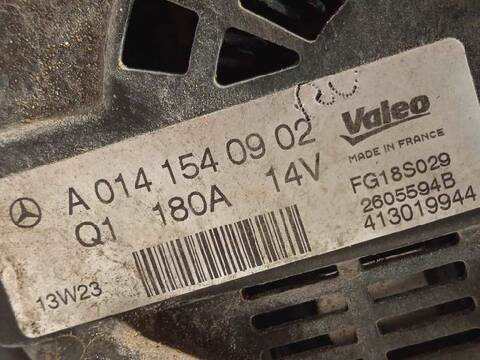 A 014 154 09 02
Q1 180A 14V
13W23
Valeo
MADE IN FRANCE
FG18S029
2605594B
413019944